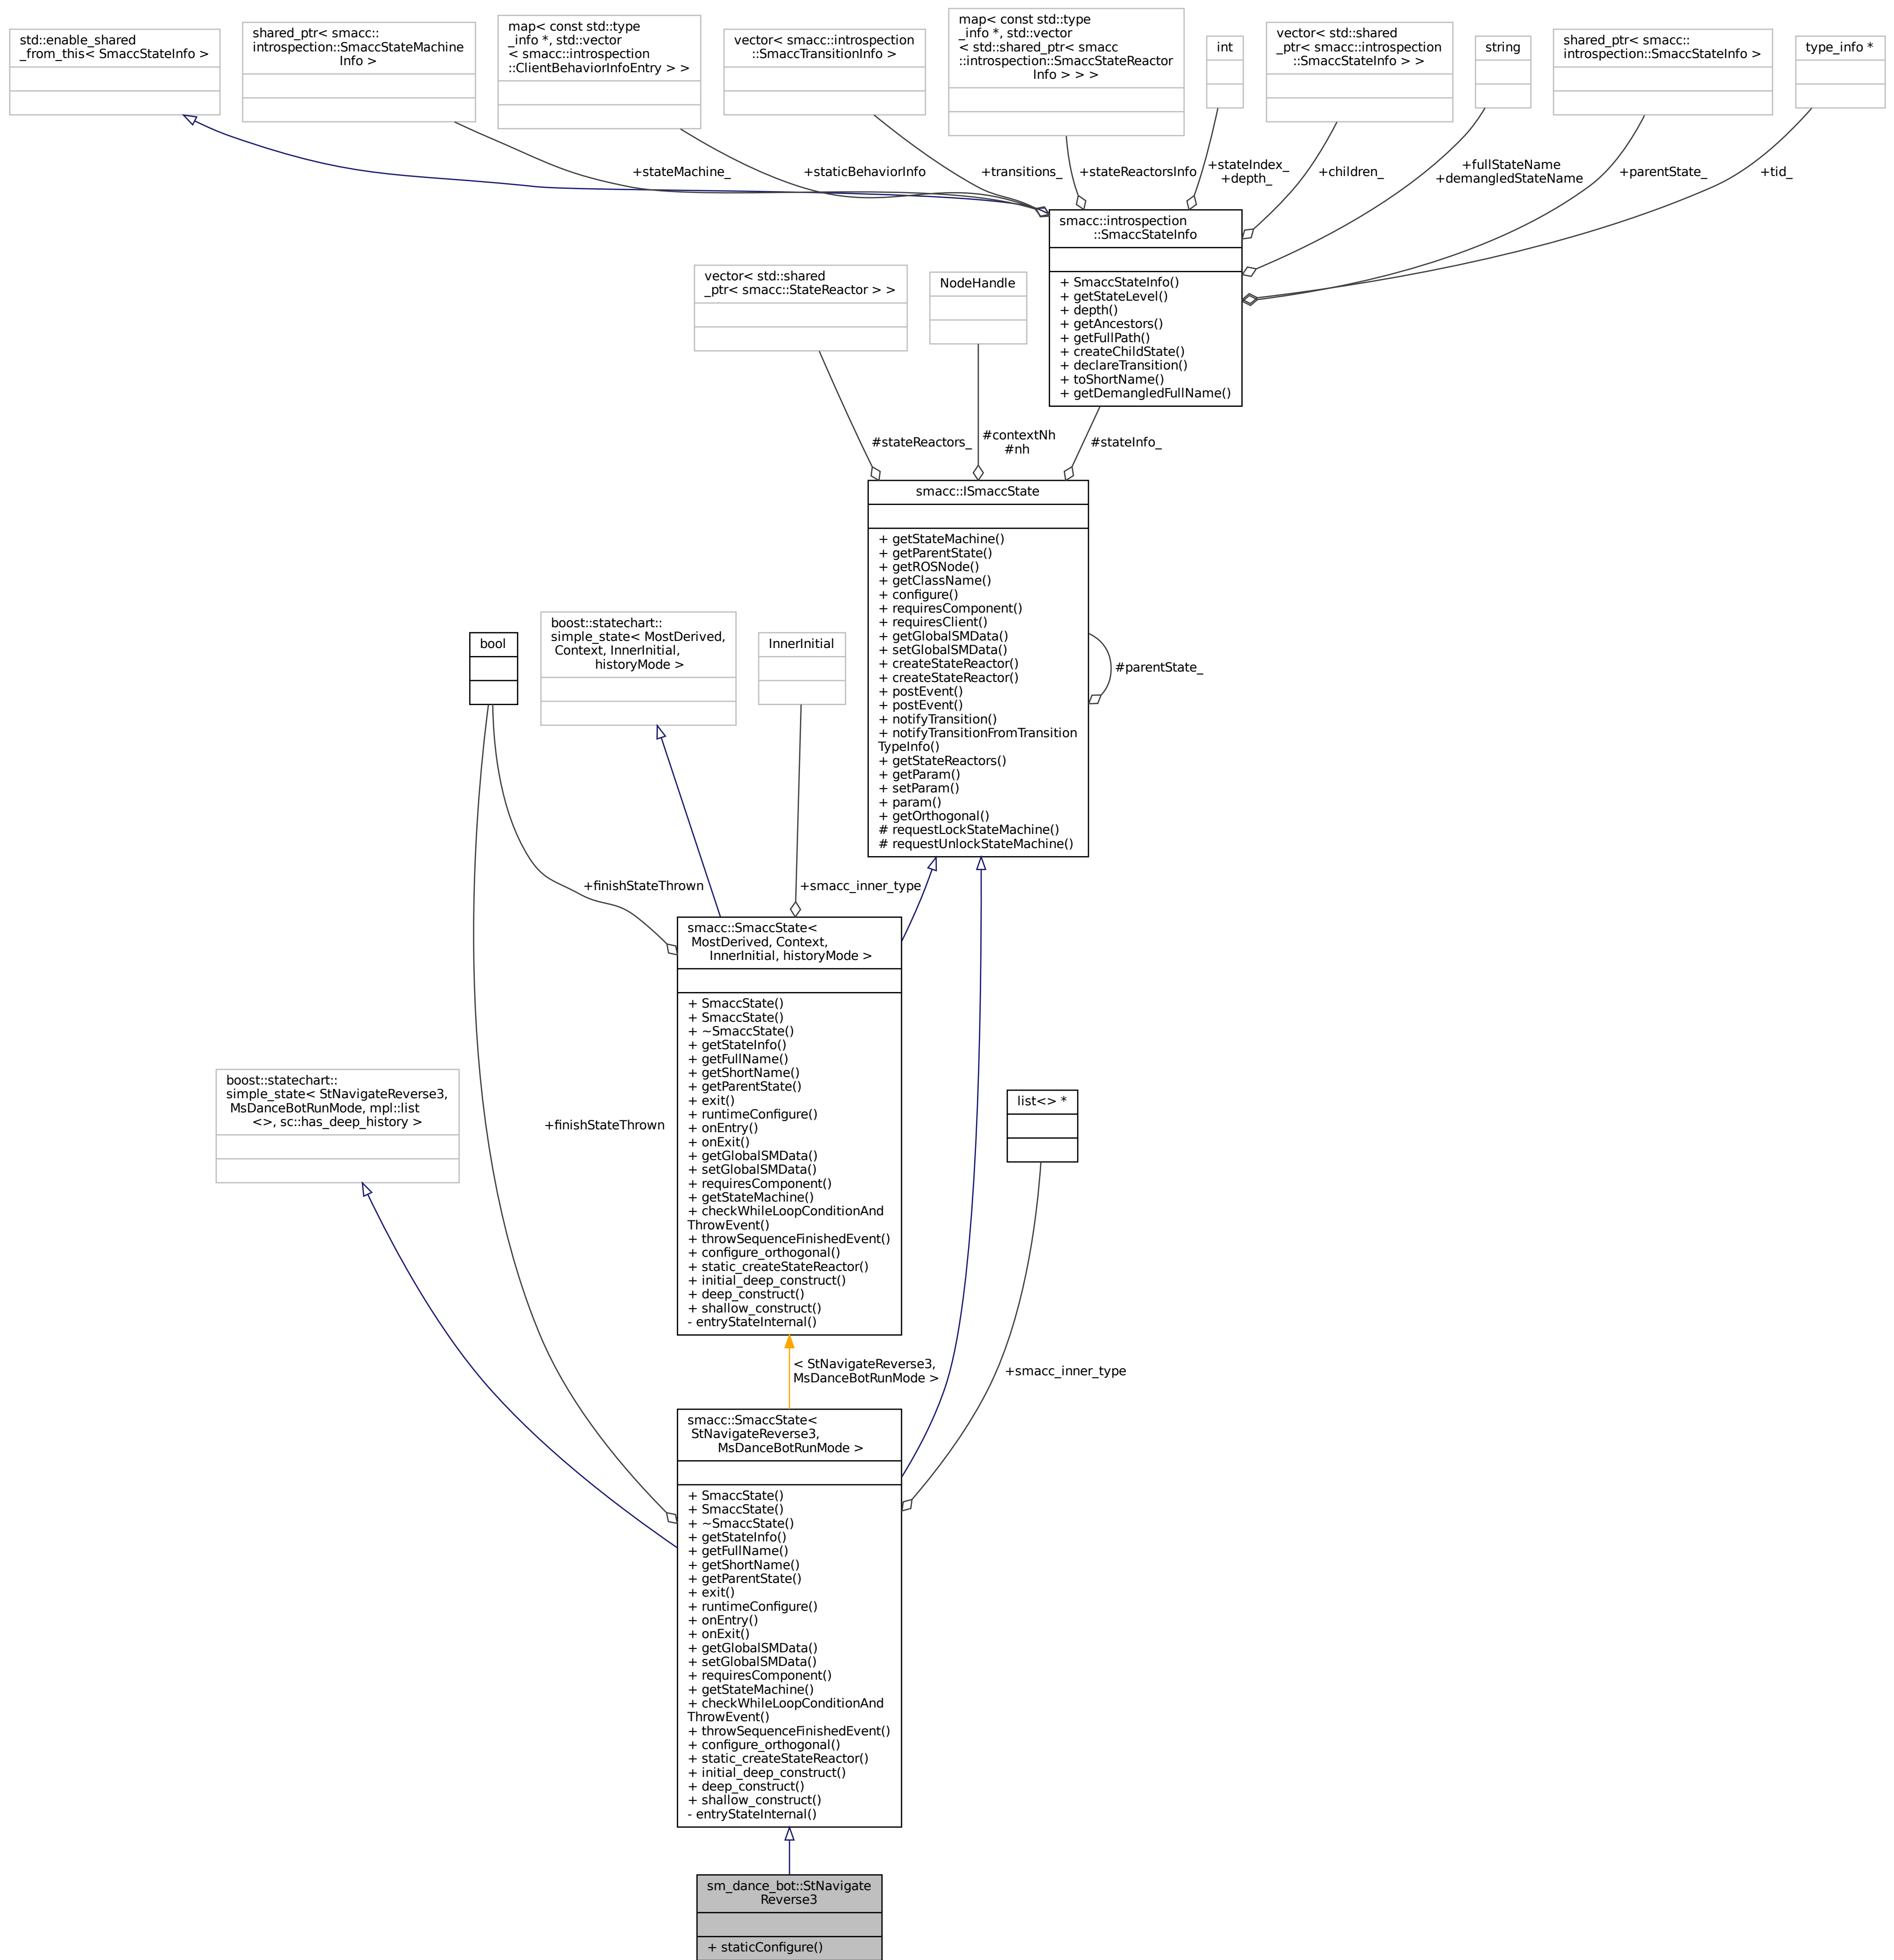 std::enable_shared
_from_this< SmaccStateInfo >
shared_ptr< smacc::
introspection::SmaccStateMachine
Info >
map< const std::type
_info *, std::vector
< smacc::introspection
::ClientBehaviorInfoEntry > >
vector< smacc::introspection
::SmaccTransitionInfo >
map< const std::type
_info *, std::vector
< std::shared_ptr< smacc
::introspection::SmaccStateReactor
Info > > >
int
vector< std::shared
_ptr< smacc::introspection
::SmaccStateInfo > >
string
shared_ptr< smacc::
introspection::SmaccStateInfo >
type_info *
+stateMachine_
+staticBehaviorInfo
+transitions_
+stateReactorsInfo
+stateIndex_
+depth_
+children_
+fullStateName
+demangledStateName
+parentState_
+tid_
smacc::introspection
::SmaccStateInfo
+ SmaccStateInfo()
+ getStateLevel()
+ depth()
+ getAncestors()
+ getFullPath()
+ createChildState()
+ declareTransition()
+ toShortName()
+ getDemangledFullName()
vector< std::shared
_ptr< smacc::StateReactor > >
NodeHandle
#stateReactors_
#contextNh
#nh
#stateInfo_
smacc::ISmaccState
+ getStateMachine()
+ getParentState()
+ getROSNode()
+ getClassName()
+ configure()
+ requiresComponent()
+ requiresClient()
+ getGlobalSMData()
+ setGlobalSMData()
+ createStateReactor()
+ createStateReactor()
+ postEvent()
+ postEvent()
+ notifyTransition()
+ notifyTransitionFromTransition
TypeInfo()
+ getStateReactors()
+ getParam()
+ setParam()
+ param()
+ getOrthogonal()
# requestLockStateMachine()
# requestUnlockStateMachine()
#parentState_
bool
boost::statechart::
simple_state< MostDerived,
Context, InnerInitial,
historyMode >
InnerInitial
+finishStateThrown
+smacc_inner_type
smacc::SmaccState<
MostDerived, Context,
InnerInitial, historyMode >
+ SmaccState()
+ SmaccState()
+ ~SmaccState()
+ getStateInfo()
+ getFullName()
+ getShortName()
+ getParentState()
+ exit()
+ runtimeConfigure()
+ onEntry()
+ onExit()
+ getGlobalSMData()
+ setGlobalSMData()
+ requiresComponent()
+ getStateMachine()
+ checkWhileLoopConditionAnd
ThrowEvent()
+ throwSequenceFinishedEvent()
+ configure_orthogonal()
+ static_createStateReactor()
+ initial_deep_construct()
+ deep_construct()
+ shallow_construct()
- entryStateInternal()
boost::statechart::
simple_state< StNavigateReverse3,
MsDanceBotRunMode, mpl::list
<>, sc::has_deep_history >
+finishStateThrown
list<> *
< StNavigateReverse3,
MsDanceBotRunMode >
+smacc_inner_type
smacc::SmaccState<
StNavigateReverse3,
MsDanceBotRunMode >
+ SmaccState()
+ SmaccState()
+ ~SmaccState()
+ getStateInfo()
+ getFullName()
+ getShortName()
+ getParentState()
+ exit()
+ runtimeConfigure()
+ onEntry()
+ onExit()
+ getGlobalSMData()
+ setGlobalSMData()
+ requiresComponent()
+ getStateMachine()
+ checkWhileLoopConditionAnd
ThrowEvent()
+ throwSequenceFinishedEvent()
+ configure_orthogonal()
+ static_createStateReactor()
+ initial_deep_construct()
+ deep_construct()
+ shallow_construct()
- entryStateInternal()
sm_dance_bot::StNavigate
Reverse3
+ staticConfigure()